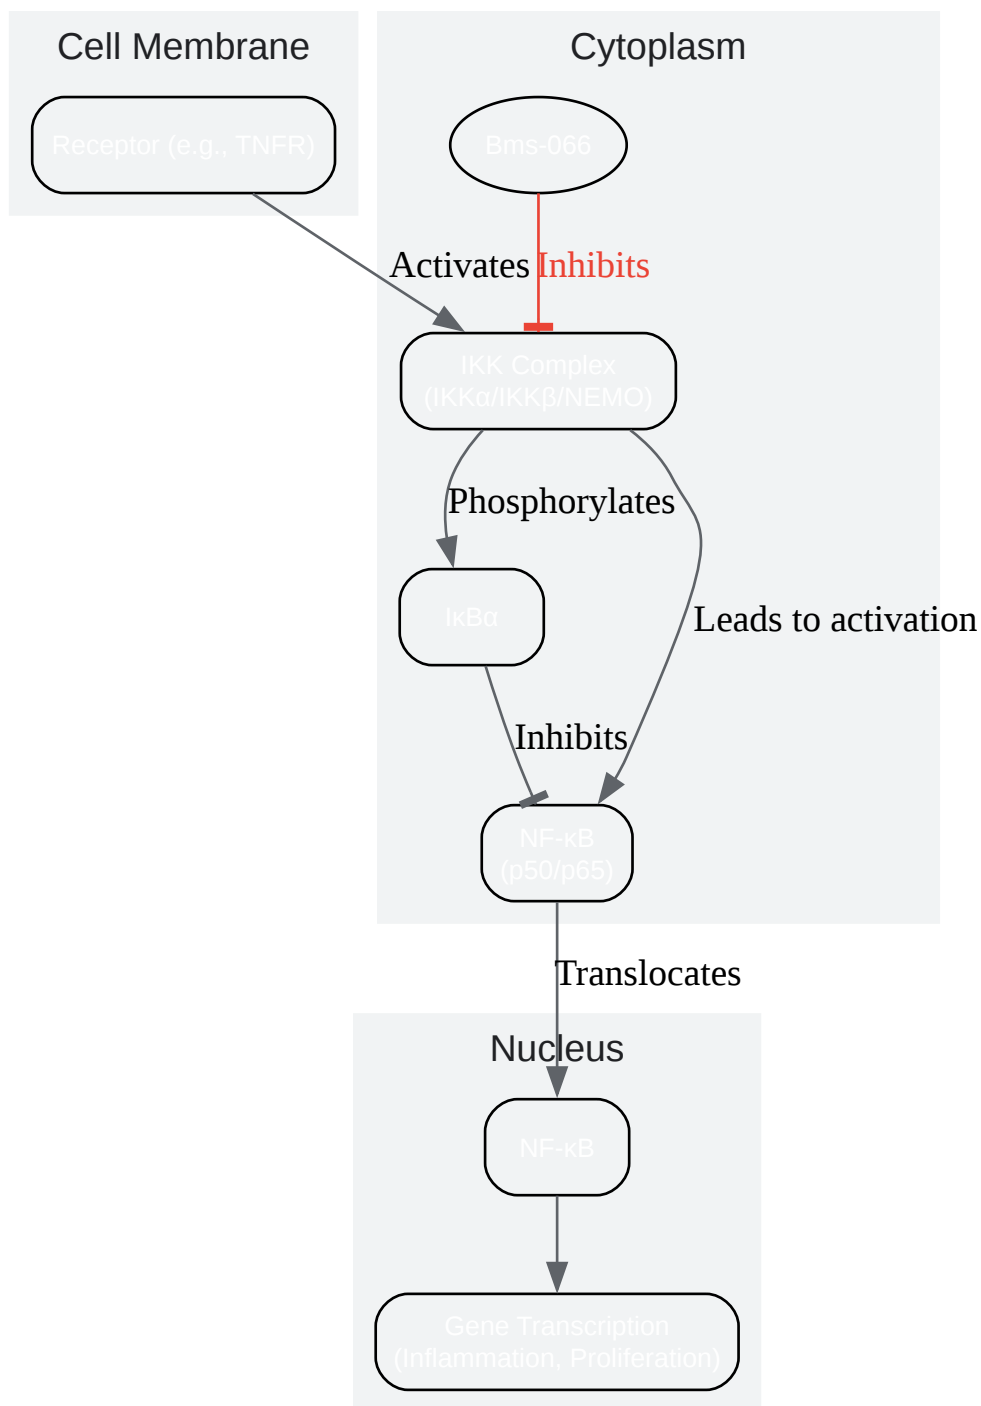 Cell Membrane
Receptor (e.g., TNFR)
Cytoplasm
Bms-066
Activates
Inhibits
IKK Complex
(IKKα/IKKβ/NEMO)
Phosphorylates
IκBα
Leads to activation
Inhibits
NF-κB
(p50/p65)
Translocates
Nucleus
NF-κB
Gene Transcription
(Inflammation, Proliferation)